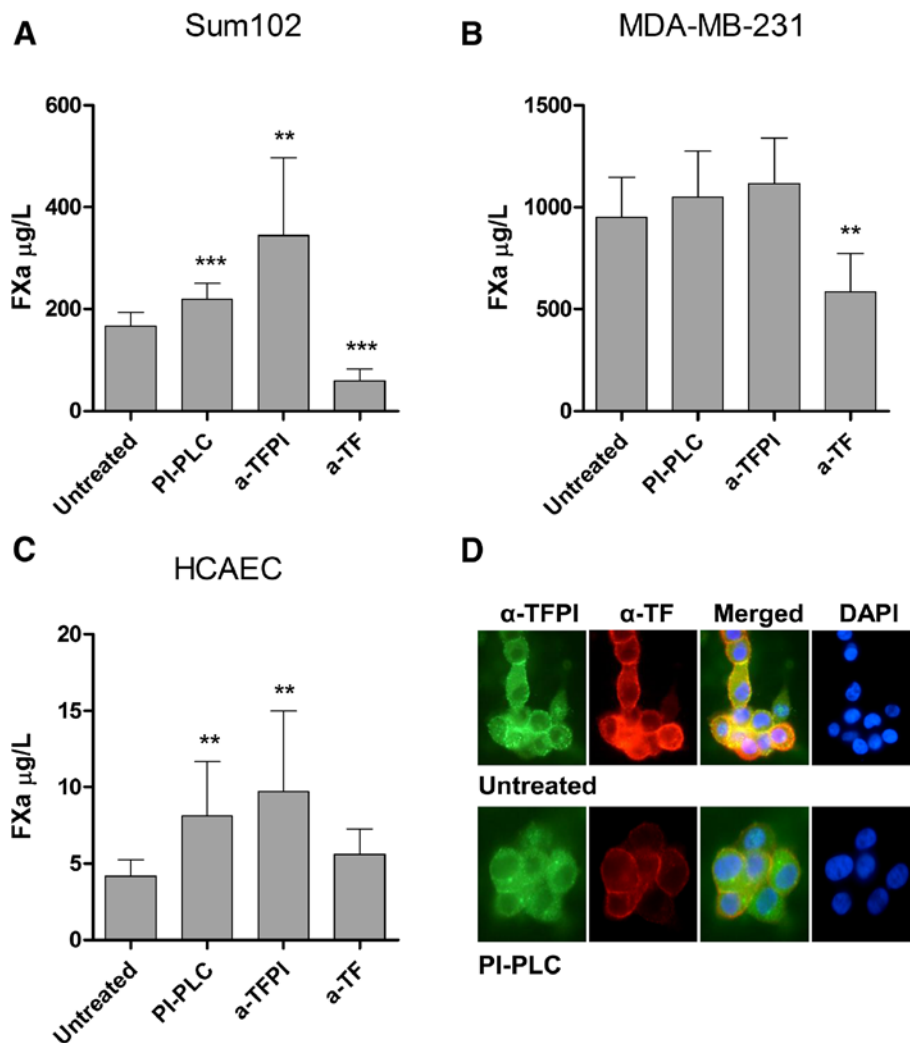 A
Sum102
600
400
200
0
FXa μg/L
***
**
***
Untreated
PI-PLC
a-TFPI
a-TF
B
MDA-MB-231
1500
1000
500
0
FXa μg/L
**
Untreated
PI-PLC
a-TFPI
a-TF
C
HCAEC
20
15
10
5
0
FXa μg/L
**
**
Untreated
PI-PLC
a-TFPI
a-TF
D
α-TFPI α-TF Merged DAPI
Untreated
PI-PLC